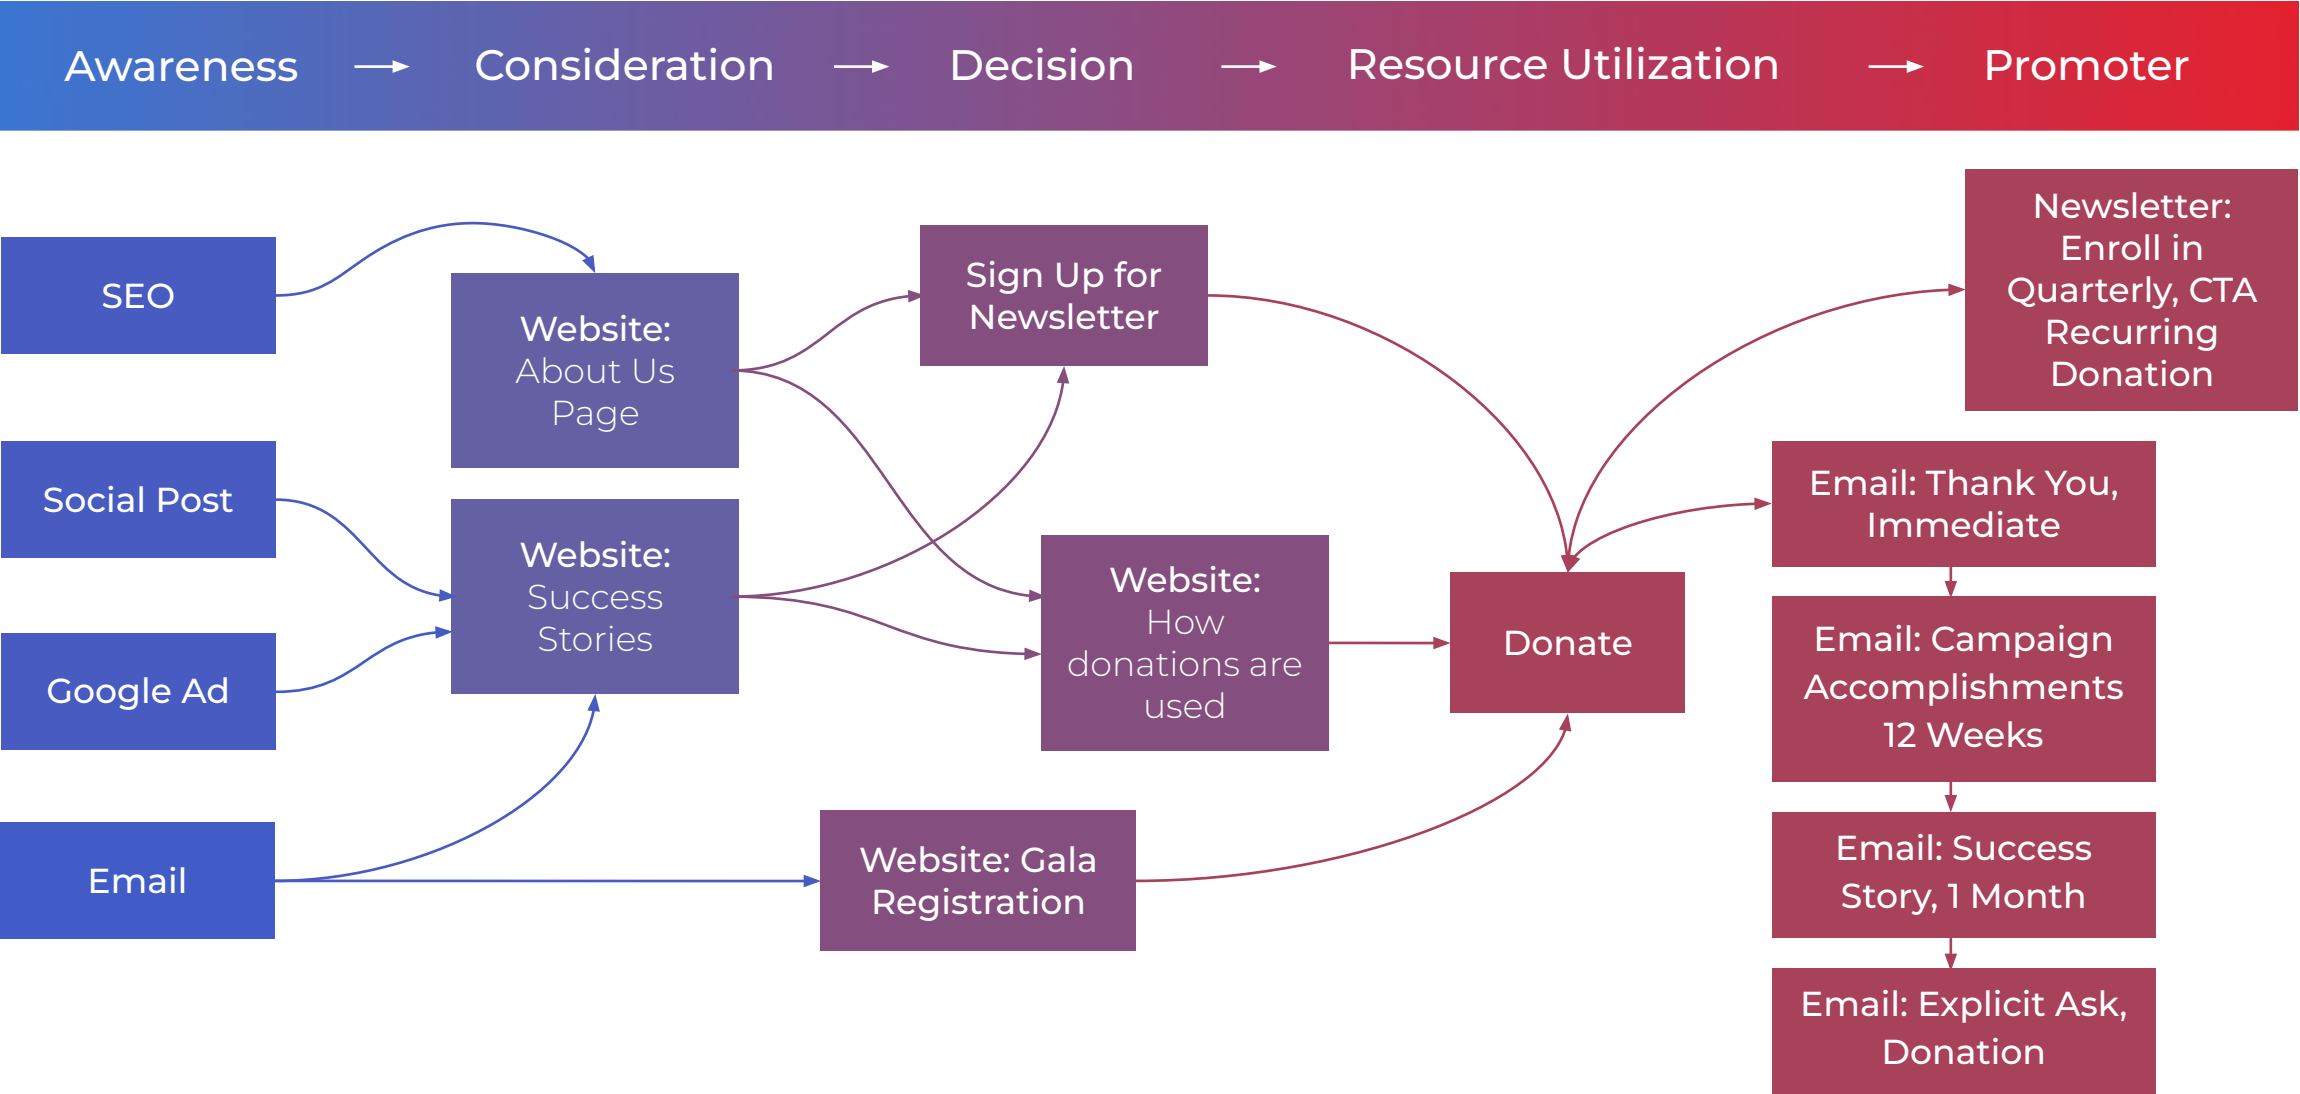 Awareness
Consideration
Decision
Resource Utilization
Promoter
SEO
Social Post
Google Ad
Email
Website:
About Us
Page
Website:
Success
Stories
Sign Up for
Newsletter
Website:
How
donations are
used
Website: Gala
Registration
Donate
Newsletter:
Enroll in
Quarterly, CTA
Recurring
Donation
Email: Thank You,
Immediate
Email: Campaign
Accomplishments
12 Weeks
Email: Success
Story, 1 Month
Email: Explicit Ask,
Donation